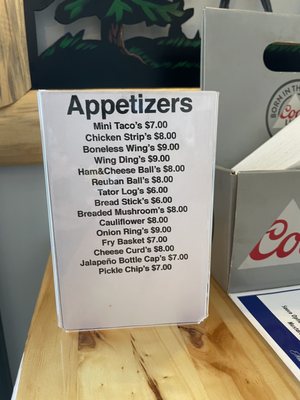 Appetizers
Mini Taco's $7.00
Chicken Strip's $8.00
Boneless Wing's $9.00
Wing Ding's $9.00
Ham&Cheese Ball's $8.00
Reuban Ball's $8.00
Tator Log's $6.00
Bread Stick's $6.00
Breaded Mushroom's $8.00
Cauliflower $8.00
Onion Ring's $9.00
Fry Basket $7.00
Cheese Curd's $8.00
Jalapeño Bottle Cap's $7.00
Pickle Chip's $7.00
BORN IN THE